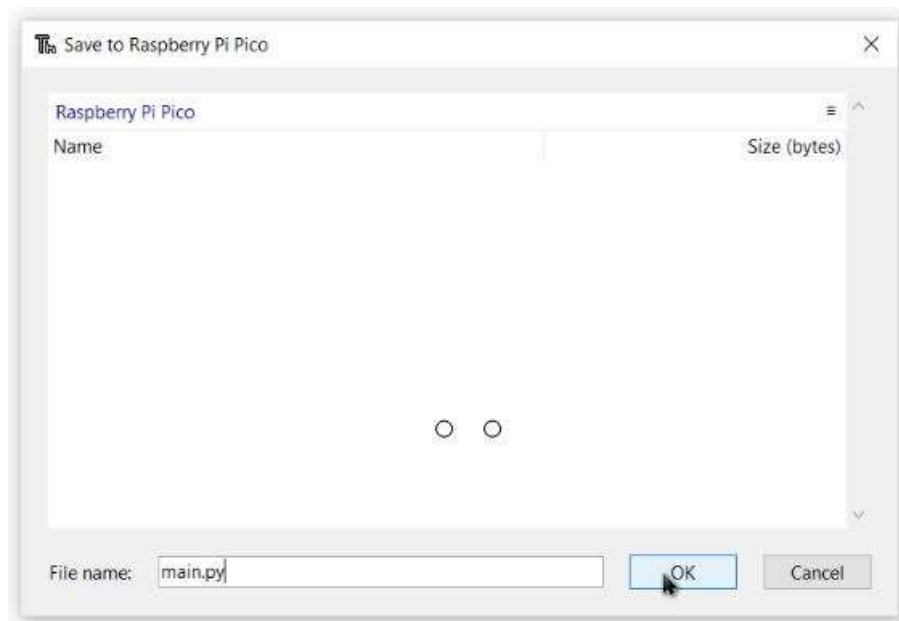 Save to Raspberry Pi Pico
Raspberry Pi Pico
Name Size (bytes)
File name: main.py OK Cancel